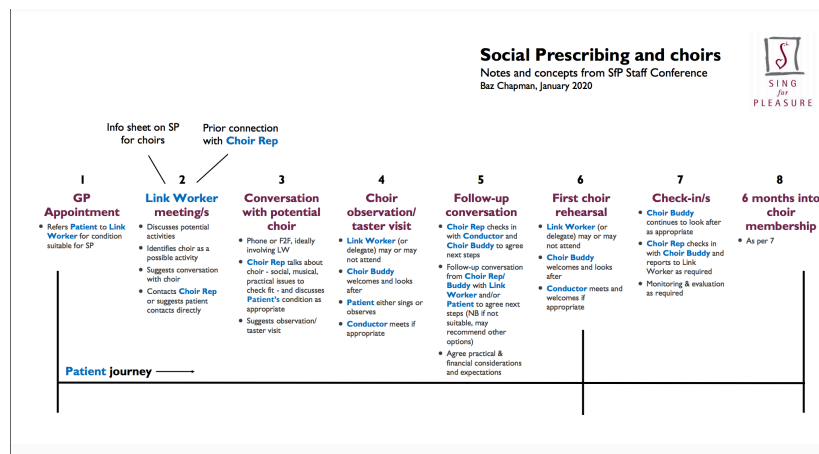 Social Prescribing and choirs
Notes and concepts from SfP Staff Conference
Baz Chapman, January 2020
S
SING
for
PLEASURE
Info sheet on SP
for choirs
Prior connection
with Choir Rep
1
GP
Appointment
• Refers Patient to Link
Worker for condition
suitable for SP
2
Link Worker
meeting/s
• Discusses potential
activities
• Identifies choir as a
possible activity
• Suggests conversation
with choir
• Contacts Choir Rep
or suggests patient
contacts directly
3
Conversation
with potential
choir
• Phone or F2F, ideally
involving LW
• Choir Rep talks about
choir - social, musical,
practical issues to
check fit - and discusses
Patient's condition as
appropriate
• Suggests observation/
taster visit
4
Choir
observation/
taster visit
• Link Worker (or
delegate) may or may
not attend
• Choir Buddy
welcomes and looks
after
• Patient either sings or
observes
• Conductor meets if
appropriate
5
Follow-up
conversation
• Choir Rep checks
in with Conductor and
Choir Buddy to agree
next steps
• Follow-up conversation
from Choir Rep/
Buddy with Link
Worker and/or
Patient to agree next
steps (NB if not
suitable, may
recommend other
options)
• Agree practical &
financial considerations
and expectations
6
First choir
rehearsal
• Link Worker (or
delegate) may or may
not attend
• Choir Buddy
welcomes and looks
after
• Conductor meets and
welcomes if
appropriate
7
Check-in/s
• Choir Buddy
continues to look after
as appropriate
• Choir Rep checks in
with Choir Buddy and
reports to Link
Worker as required
• Monitoring & evaluation
as required
8
6 months into
choir
membership
• As per 7
Patient journey